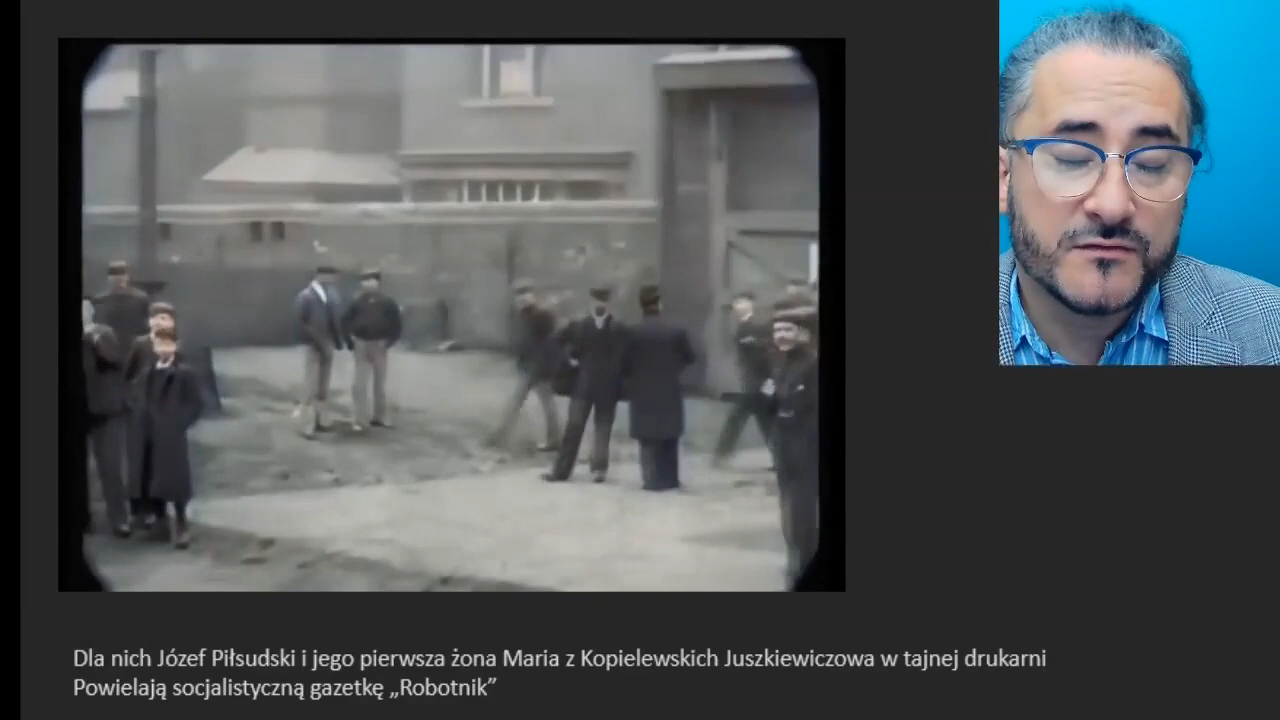 Dla nich Józef Piłsudski i jego pierwsza żona Maria z Kopielewskich Juszkiewiczowa w tajnej drukarni
Powielają socjalistyczną gazetkę „Robotnik”